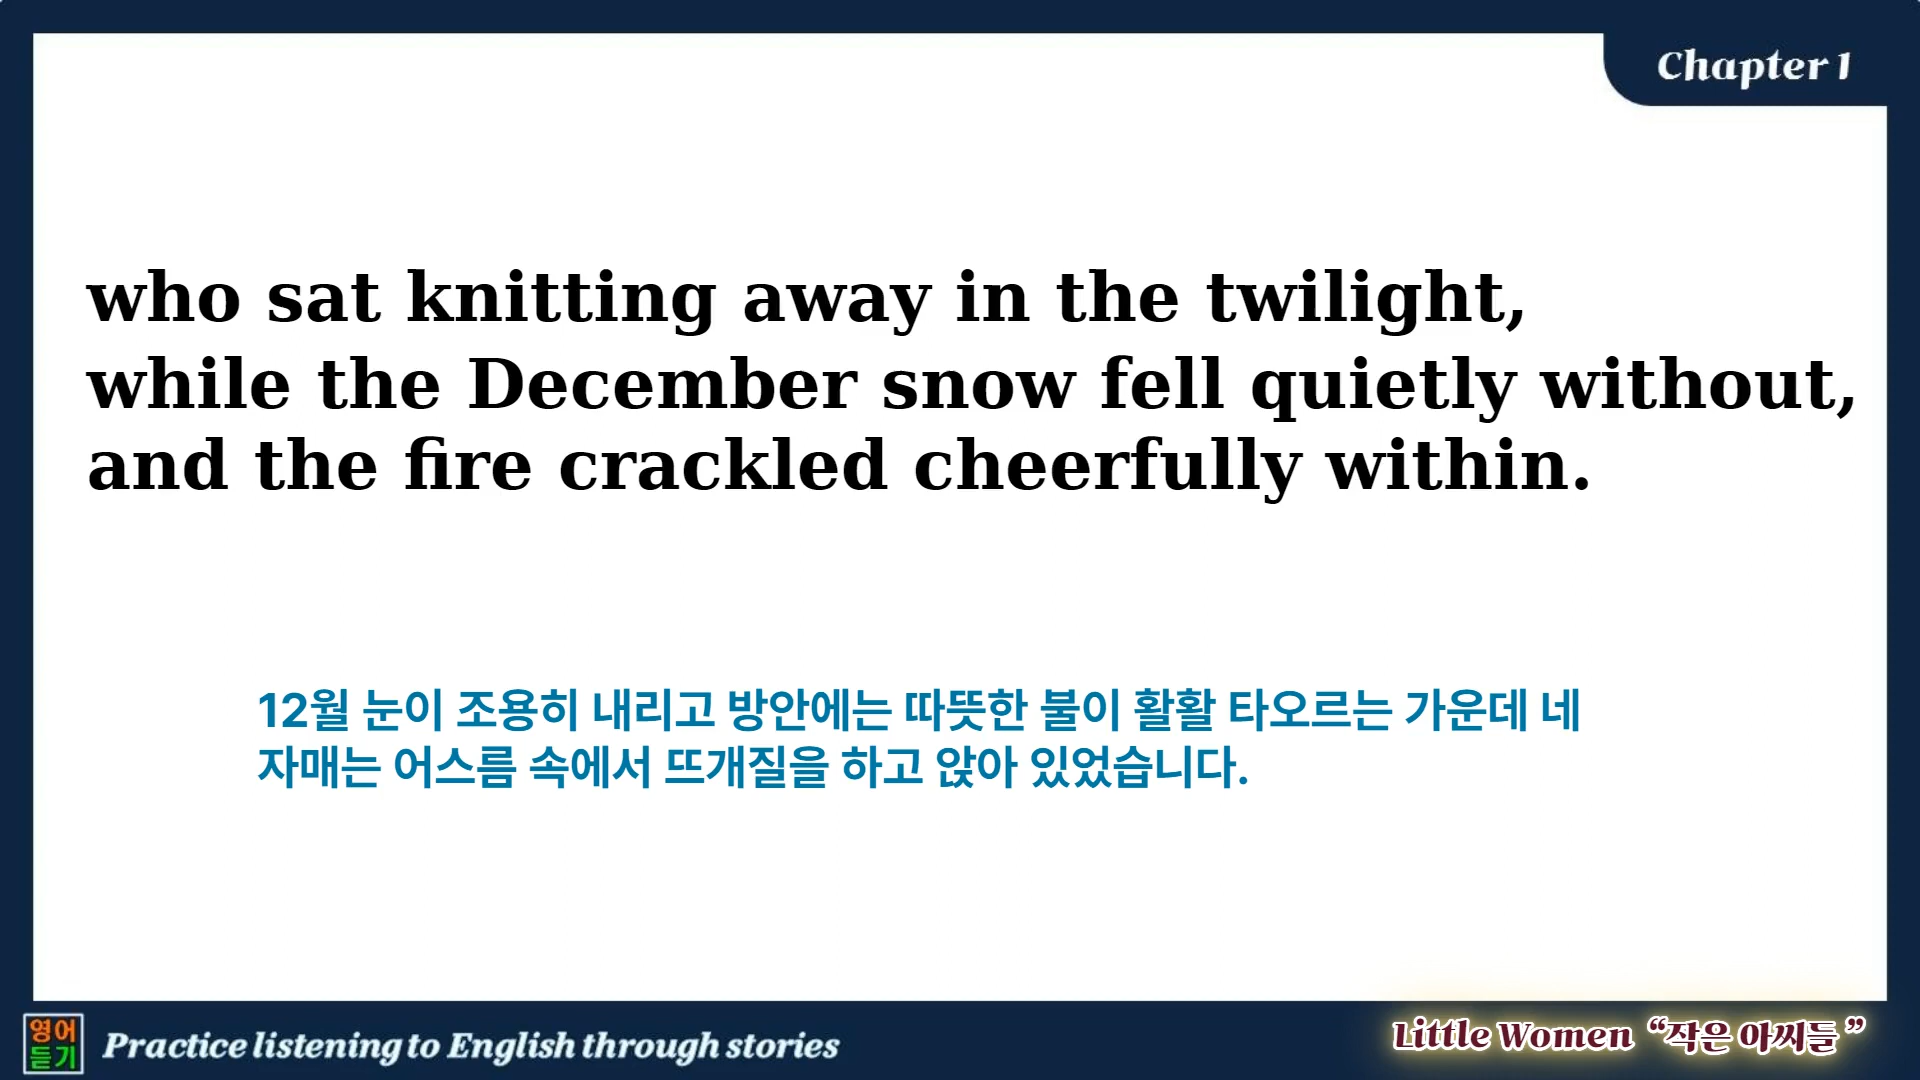 Chapter 1
who sat knitting away in the twilight,
while the December snow fell quietly without,
and the fire crackled cheerfully within.
12월 눈이 조용히 내리고 방안에는 따뜻한 불이 활활 타오르는 가운데 네
자매는 어스름 속에서 뜨개질을 하고 앉아 있었습니다.
영어
듣기
Practice listening to English through stories
Little Women “작은 아씨들”